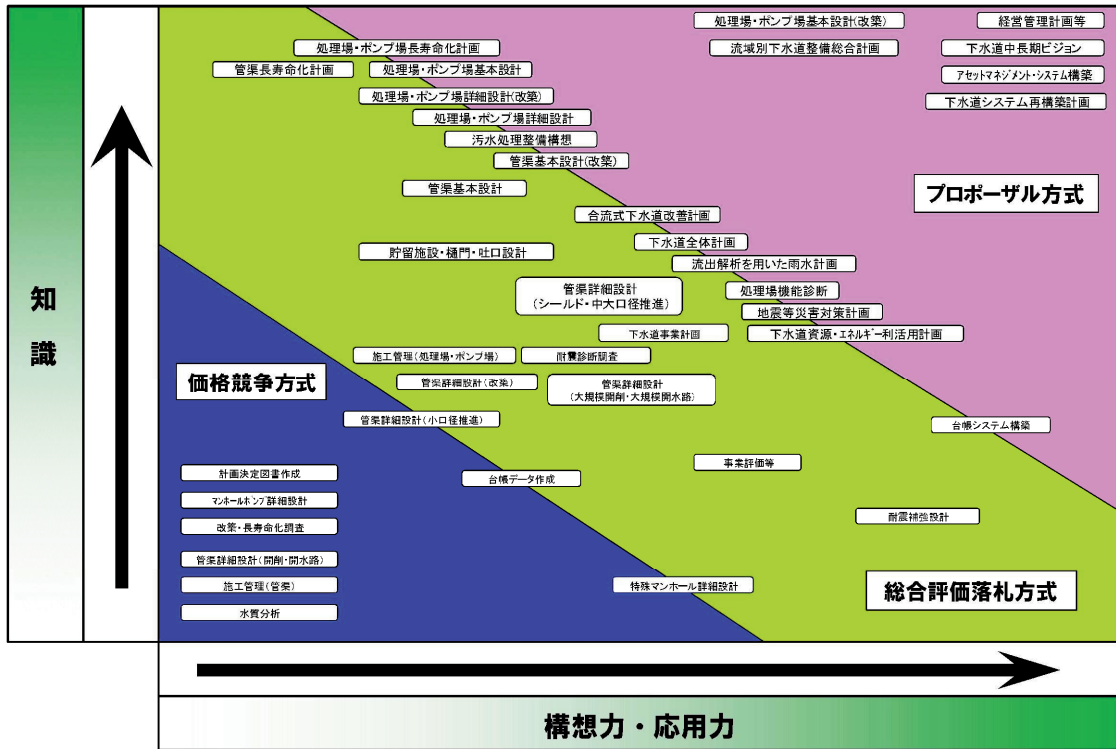 処理場・ポンプ場基本設計(改築)
経営管理計画等
処理場・ポンプ場長寿命化計画
流域別下水道整備総合計画
下水道中長期ビジョン
管渠長寿命化計画
処理場・ポンプ場基本設計
アセットマネジメント・システム構築
処理場・ポンプ場詳細設計(改築)
下水道システム再構築計画
処理場・ポンプ場詳細設計
汚水処理整備構想
管渠基本設計(改築)
管渠基本設計
プロポーザル方式
合流式下水道改善計画
下水道全体計画
貯留施設・樋門・吐口設計
流出解析を用いた雨水計画
管渠詳細設計
(シールド・中大口径推進)
処理場機能診断
地震等災害対策計画
知
識
下水道事業計画
下水道資源・エネルギー利活用計画
施工管理(処理場・ポンプ場)
耐震診断調査
価格競争方式
管渠詳細設計(改築)
管渠詳細設計
(大規模開削・大規模開水路)
管渠詳細設計(小口径推進)
台帳システム構築
事業評価等
計画決定図書作成
台帳データ作成
マンホールポンプ詳細設計
耐震補強設計
改築・長寿命化調査
管渠詳細設計(開削・開水路)
施工管理(管渠)
特殊マンホール詳細設計
総合評価落札方式
水質分析
構想力・応用力